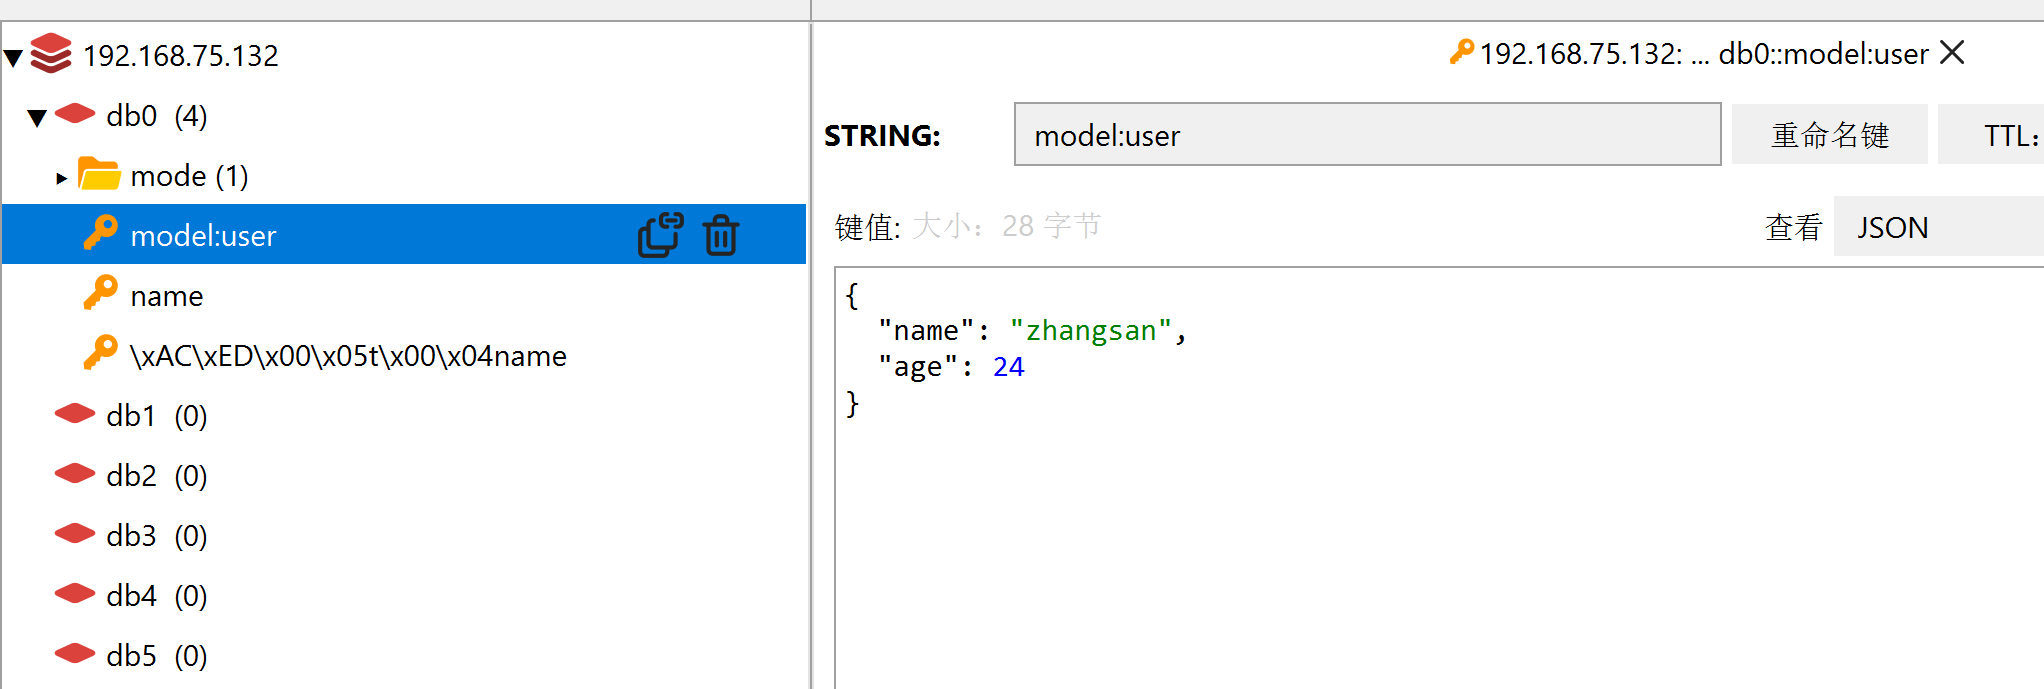 192.168.75.132
db0 (4)
mode (1)
model:user
name
\xAC\xED\x00\x05t\x00\x04name
db1 (0)
db2 (0)
db3 (0)
db4 (0)
db5 (0)
192.168.75.132: ... db0::model:user
STRING: model:user 重命名键 TTL:
键值: 大小: 28 字节 查看 JSON
{
"name": "zhangsan",
"age": 24
}